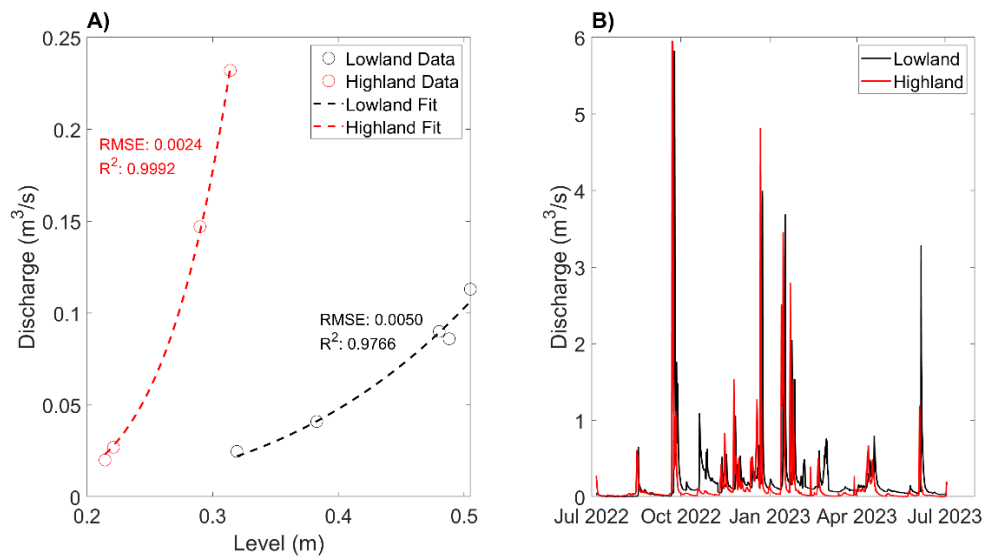 A)
Discharge (m³/s)
0.25
0.2
0.15
0.1
0.05
0
0.2
0.3
0.4
0.5
Level (m)
Lowland Data
Highland Data
Lowland Fit
Highland Fit
RMSE: 0.0024
R²: 0.9992
RMSE: 0.0050
R²: 0.9766
B)
Discharge (m³/s)
6
5
4
3
2
1
0
Jul 2022 Oct 2022 Jan 2023 Apr 2023 Jul 2023
Lowland
Highland